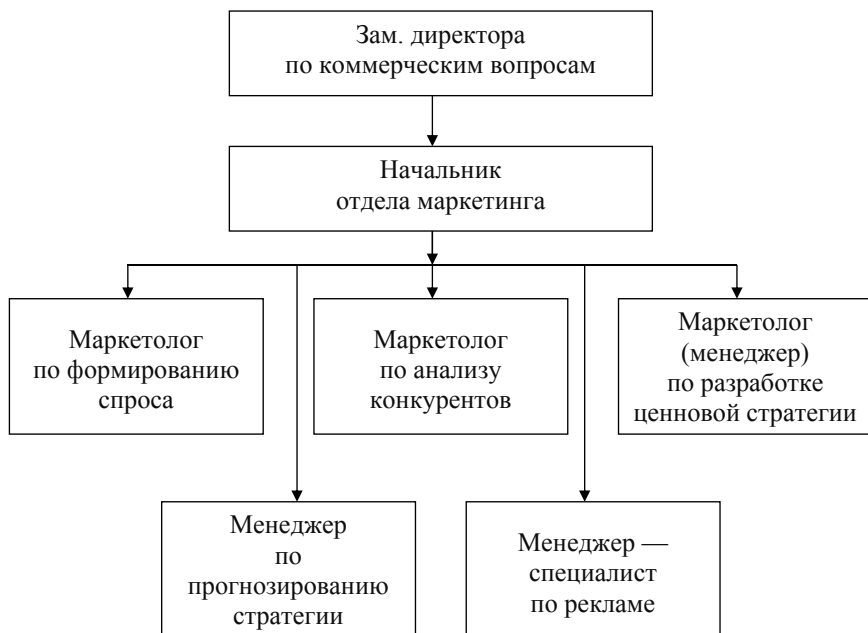 Зам. директора
по коммерческим вопросам
Начальник
отдела маркетинга
Маркетолог
по формированию
спроса
Маркетолог
по анализу
конкурентов
Маркетолог
(менеджер)
по разработке
ценновой стратегии
Менеджер
по
прогнозированию
стратегии
Менеджер —
специалист
по рекламе